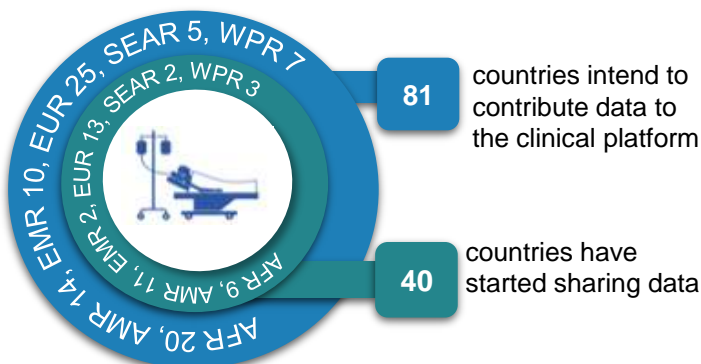 AFR 20, AMR 14, EMR 10, EUR 25, SEAR 5, WPR 7
AFR 9, AMR 11, EMR 2, EUR 13, SEAR 2, WPR 3
81
countries intend to
contribute data to
the clinical platform
40
countries have
started sharing data